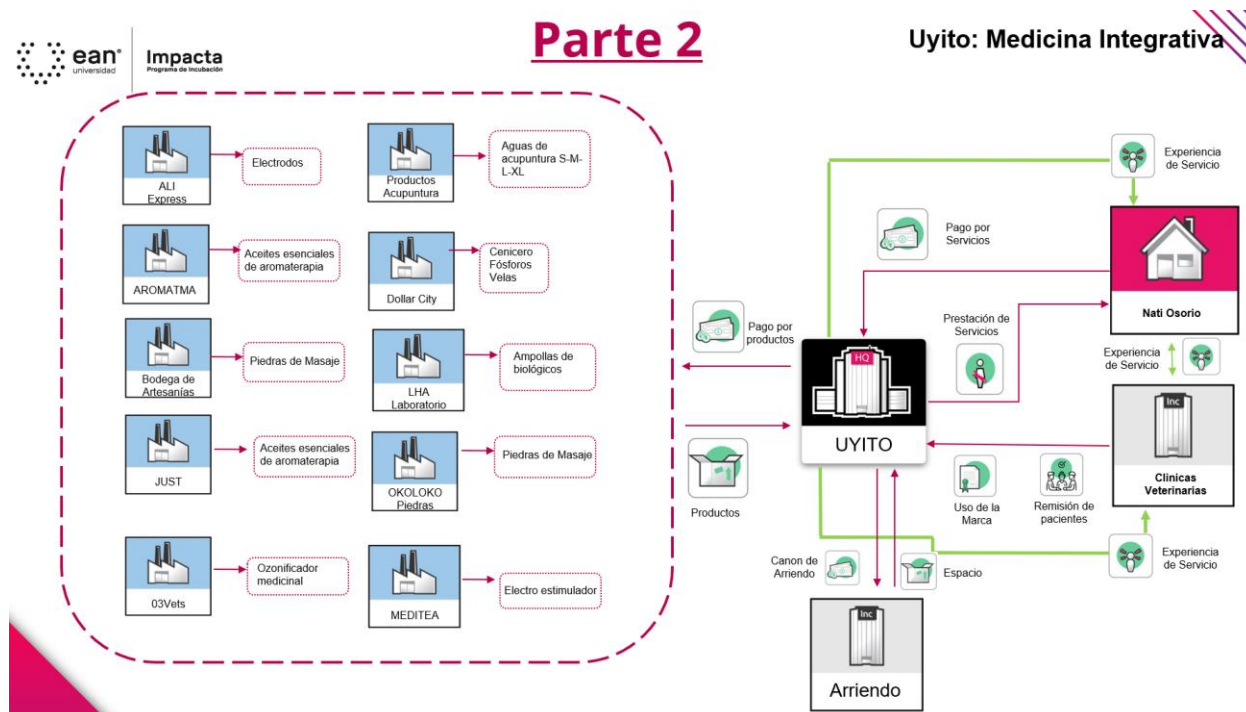 ean®
universidad
Impacta
Programa de Incubación
Parte 2
Uyito: Medicina Integrativa
ALI
Express
Electrodos
Productos
Acupuntura
Aguas de
acupuntura S-M-
L-XL
AROMATMA
Aceites esenciales
de aromaterapia
Dollar City
Cenicero
Fósforos
Velas
Bodega de
Artesanías
Piedras de Masaje
LHA
Laboratorio
Ampollas de
biológicos
JUST
Aceites esenciales
de aromaterapia
OKOLOKO
Piedras
Piedras de Masaje
03Vets
Ozonificador
medicinal
MEDITEA
Electro estimulador
Pago por
productos
Productos
HQ
UYITO
Pago por
Servicios
Prestación de
Servicios
Experiencia
de Servicio
Nati Osorio
Experiencia
de Servicio
Inc
Clinicas
Veterinarias
Uso de la
Marca
Remisión de
pacientes
Experiencia
de Servicio
Canon de
Arriendo
Espacio
Inc
Arriendo